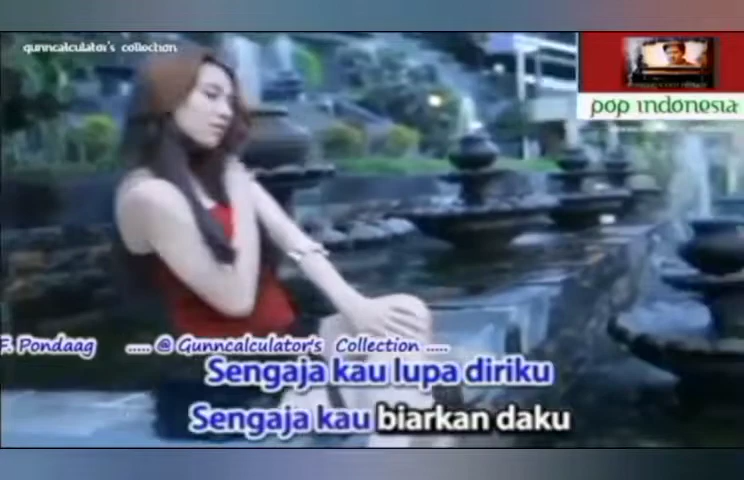 gunncalculator's collection
pop indonesia
F. Pondaag ..... @ Gunncalculator's Collection .....
Sengaja kau lupa diriku
Sengaja kau biarkan daku